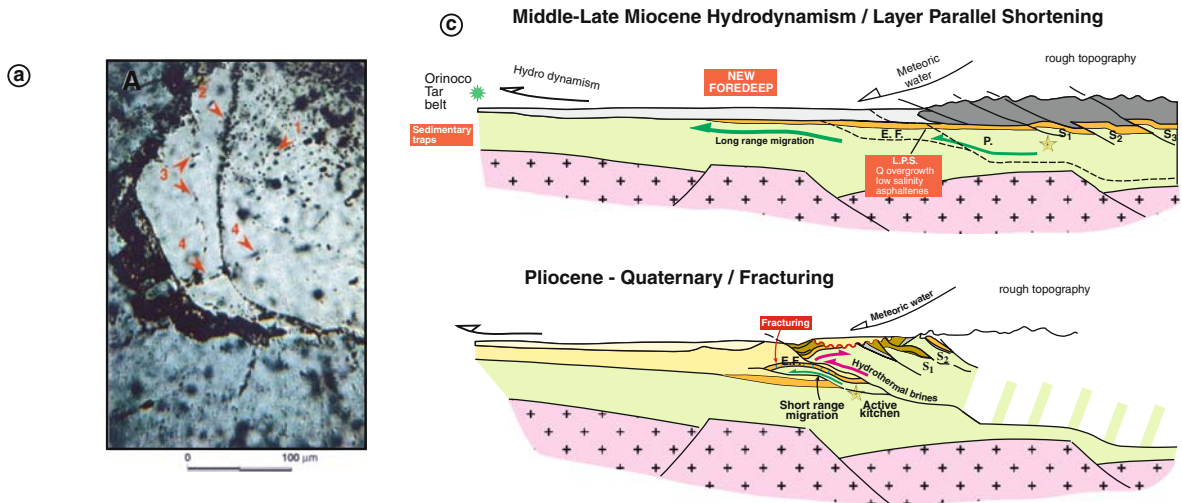 a
A
2
1
3
4
4
0 100 µm
c
Middle-Late Miocene Hydrodynamism / Layer Parallel Shortening
Orinoco
Tar
belt
Hydro dynamism
NEW
FOREDEEP
Meteoric
water
rough topography
Sedimentary
traps
Long range migration
E. F.
P.
S1
S2
S3
L.P.S.
Q overgrowth
low salinity
asphaltenes
Pliocene - Quaternary / Fracturing
Meteoric water
rough topography
Fracturing
E.F.
S1
S2
Hydrothermal brines
Short range
migration
Active
kitchen